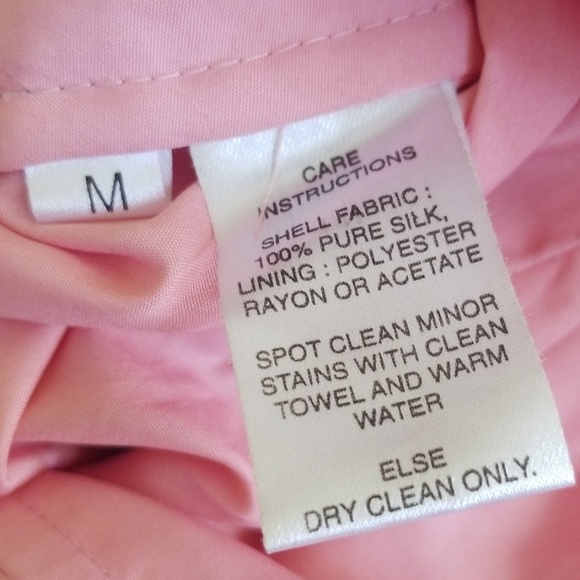 M
CARE
INSTRUCTIONS
SHELL FABRIC :
100% PURE SILK,
LINING : POLYESTER
RAYON OR ACETATE
SPOT CLEAN MINOR
STAINS WITH CLEAN
TOWEL AND WARM
WATER
ELSE
DRY CLEAN ONLY.